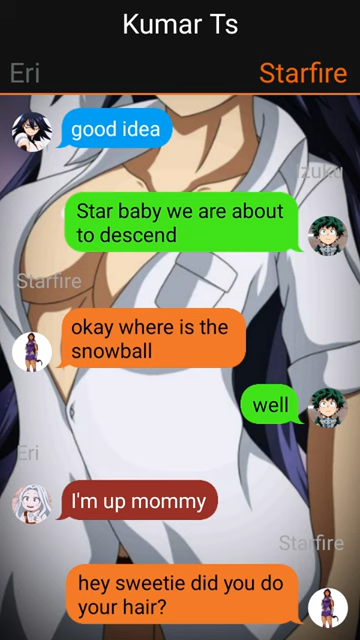 Kumar Ts
Eri
Starfire
good idea
Izuku
Star baby we are about
to descend
Starfire
okay where is the
snowball
well
Eri
I'm up mommy
Starfire
hey sweetie did you do
your hair?